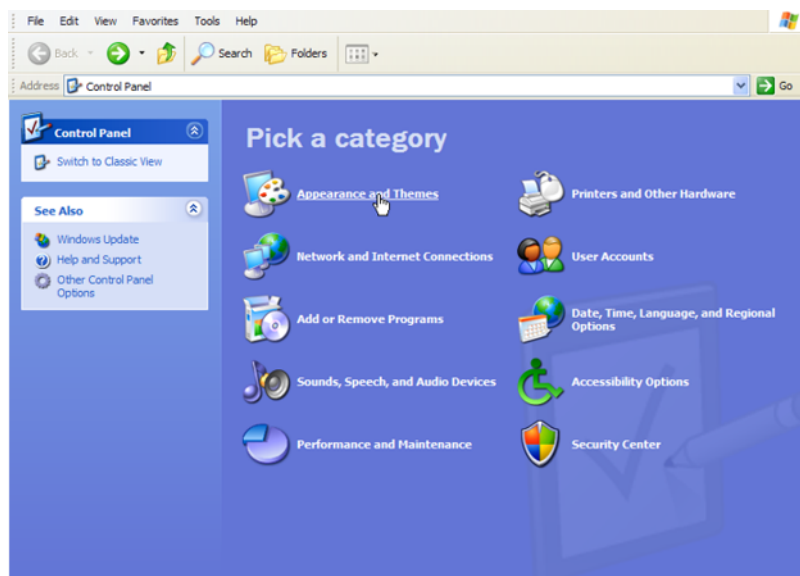 File Edit View Favorites Tools Help
Back Search Folders
Address Control Panel Go
Control Panel
Switch to Classic View
See Also
Windows Update
Help and Support
Other Control Panel
Options
Pick a category
Appearance and Themes
Printers and Other Hardware
Network and Internet Connections
User Accounts
Add or Remove Programs
Date, Time, Language, and Regional
Options
Sounds, Speech, and Audio Devices
Accessibility Options
Performance and Maintenance
Security Center